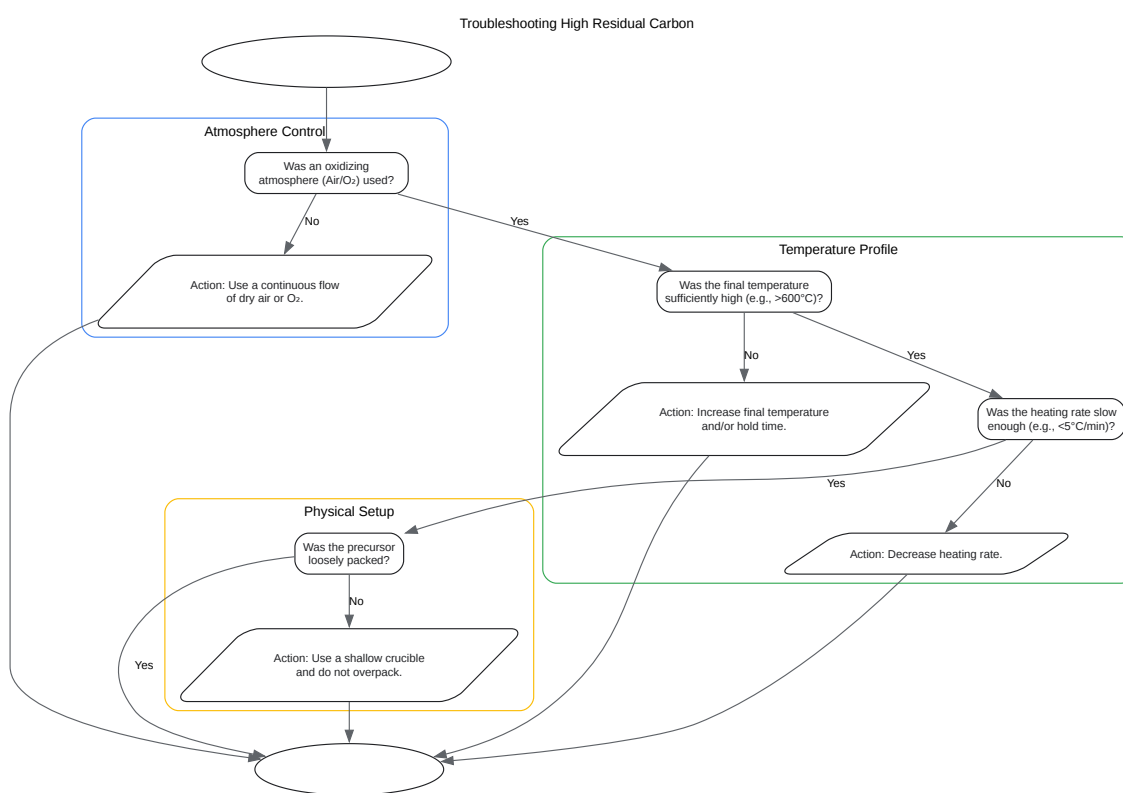 Troubleshooting High Residual Carbon
Atmosphere Control
Was an oxidizing
atmosphere (Air/O₂) used?
No
Yes
Action: Use a continuous flow
of dry air or O₂.
Temperature Profile
Was the final temperature
sufficiently high (e.g., >600°C)?
No
Yes
Action: Increase final temperature
and/or hold time.
Was the heating rate slow
enough (e.g., <5°C/min)?
Yes
No
Action: Decrease heating rate.
Physical Setup
Was the precursor
loosely packed?
No
Yes
Action: Use a shallow crucible
and do not overpack.